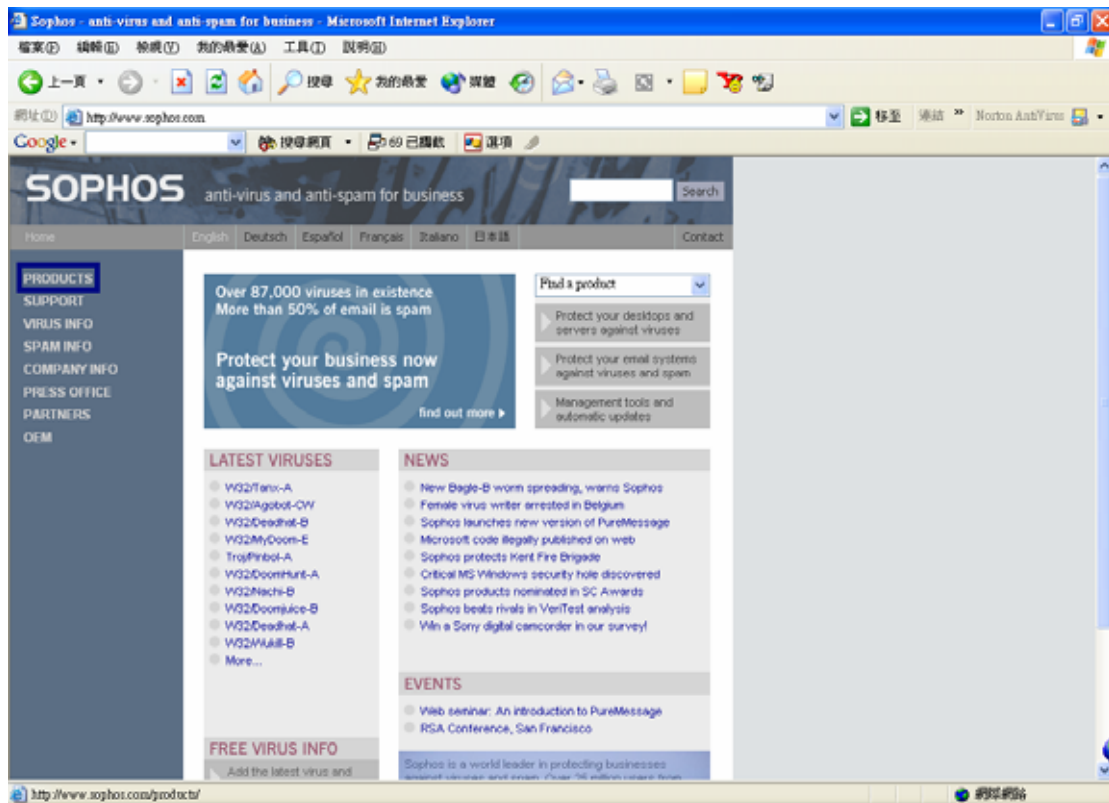 Sophos - anti-virus and anti-spam for business - Microsoft Internet Explorer
檔案(F) 編輯(E) 檢視(V) 我的最愛(A) 工具(T) 說明(H)
上一頁 搜尋 我的最愛 媒體
網址(D) http://www.sophos.com 移至 連結 » Norton AntiVirus
Google 搜尋網頁 69 已攔截 選項
SOPHOS anti-virus and anti-spam for business Search
Home English Deutsch Español Français Italiano 日本語 Contact
PRODUCTS
SUPPORT
VIRUS INFO
SPAM INFO
COMPANY INFO
PRESS OFFICE
PARTNERS
OEM
Over 87,000 viruses in existence
More than 50% of email is spam
Protect your business now
against viruses and spam
find out more
Find a product
Protect your desktops and
servers against viruses
Protect your email systems
against viruses and spam
Management tools and
automatic updates
LATEST VIRUSES
W32/Tanx-A
W32/Agobot-CW
W32/Deadhat-B
W32/MyDoom-E
Troj/Pinbol-A
W32/DoomHunt-A
W32/Nachi-B
W32/Doomjuice-B
W32/Deadhat-A
More...
NEWS
New Bagle-B worm spreading, warns Sophos
Female virus writer arrested in Belgium
Sophos launches new version of PureMessage
Microsoft code illegally published on web
Sophos protects Kent Fire Brigade
Critical MS Windows security hole discovered
Sophos products nominated in SC Awards
Sophos beats rivals in VeriTest analysis
Win a Sony digital camcorder in our survey!
EVENTS
Web seminar: An introduction to PureMessage
RSA Conference, San Francisco
FREE VIRUS INFO
Add the latest virus and
Sophos is a world leader in protecting businesses
against viruses and spam. Over 25 million users from
http://www.sophos.com/products/ 網際網路